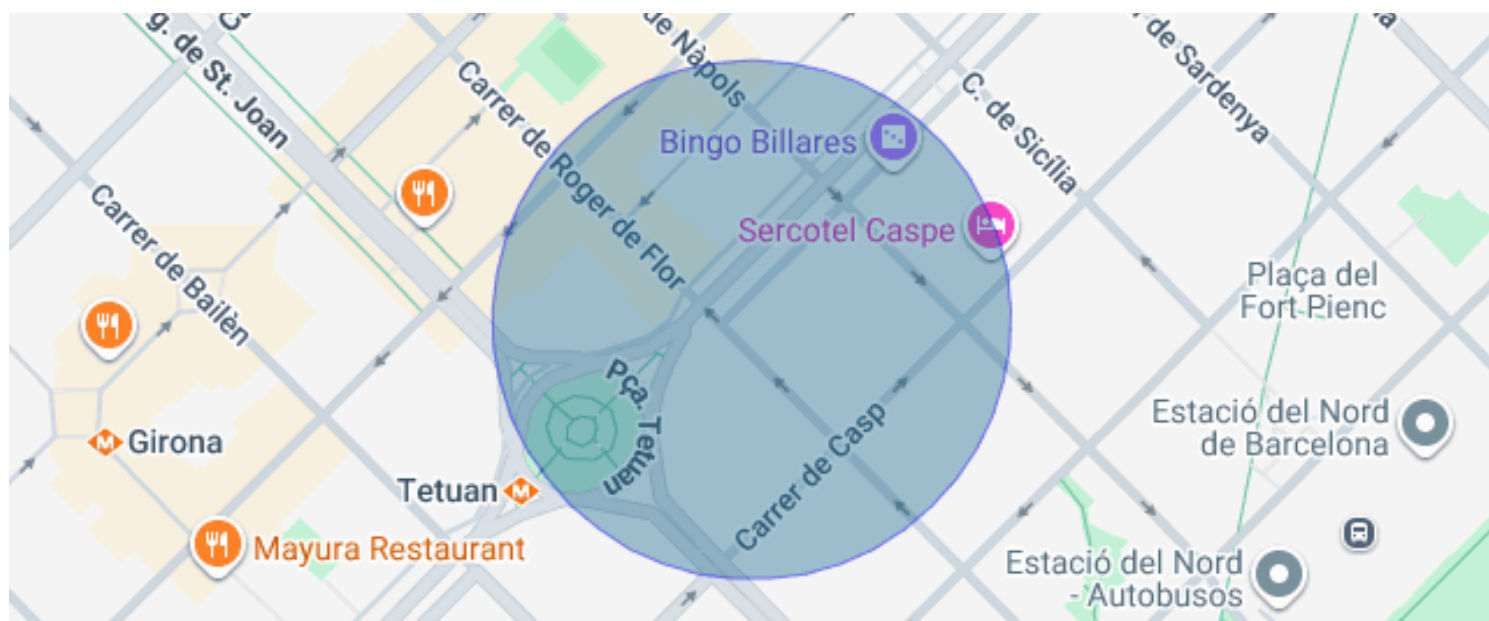 g. de St. Joan
de Nàpols
de Sardenya
Carrer de Roger de Flor
C. de Sicília
Bingo Billares
Carrer de Bailèn
Sercotel Caspe
Plaça del
Fort Pienc
Pça. Tetuan
Estació del Nord
de Barcelona
Girona
Carrer de Casp
Tetuan
M
M
Mayura Restaurant
Estació del Nord
- Autobusos